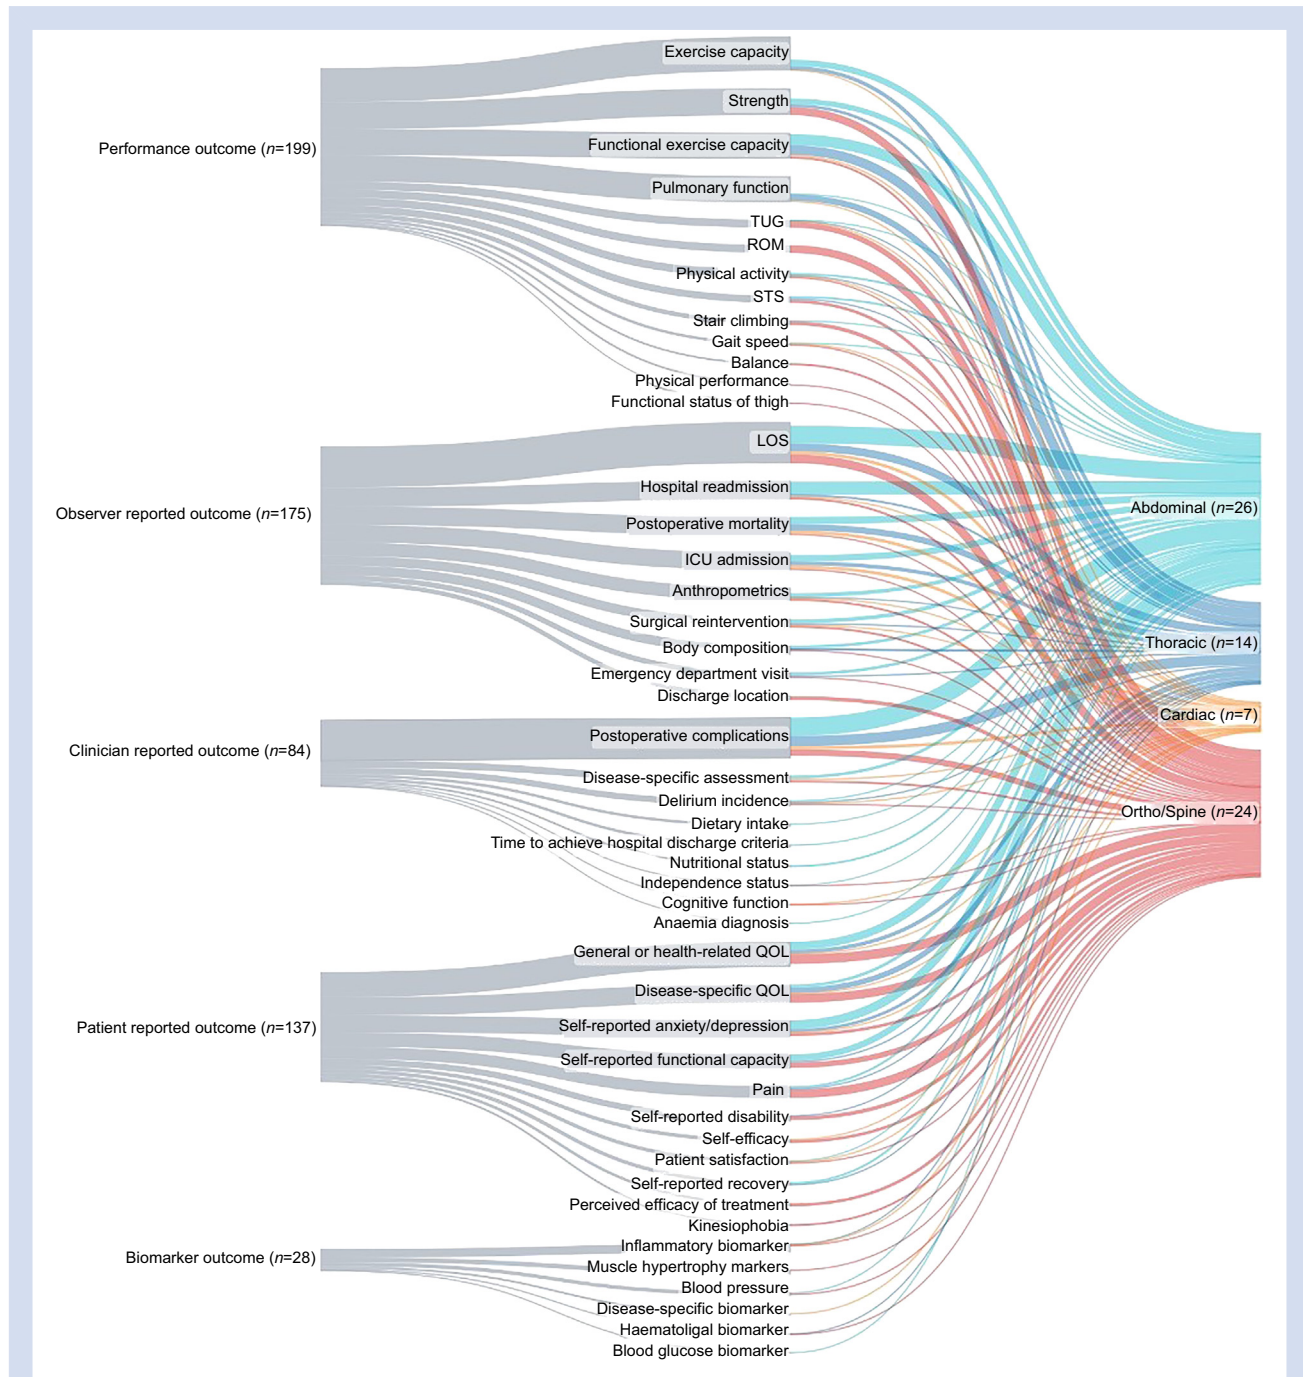 Performance outcome (n=199)
Exercise capacity
Strength
Functional exercise capacity
Pulmonary function
TUG
ROM
Physical activity
STS
Stair climbing
Gait speed
Balance
Physical performance
Functional status of thigh
Observer reported outcome (n=175)
LOS
Hospital readmission
Postoperative mortality
ICU admission
Anthropometrics
Surgical reintervention
Body composition
Emergency department visit
Discharge location
Clinician reported outcome (n=84)
Postoperative complications
Disease-specific assessment
Delirium incidence
Dietary intake
Time to achieve hospital discharge criteria
Nutritional status
Independence status
Cognitive function
Anaemia diagnosis
Patient reported outcome (n=137)
General or health-related QOL
Disease-specific QOL
Self-reported anxiety/depression
Self-reported functional capacity
Pain
Self-reported disability
Self-efficacy
Patient satisfaction
Self-reported recovery
Perceived efficacy of treatment
Kinesiophobia
Biomarker outcome (n=28)
Inflammatory biomarker
Muscle hypertrophy markers
Blood pressure
Disease-specific biomarker
Haematoligal biomarker
Blood glucose biomarker
Abdominal (n=26)
Thoracic (n=14)
Cardiac (n=7)
Ortho/Spine (n=24)